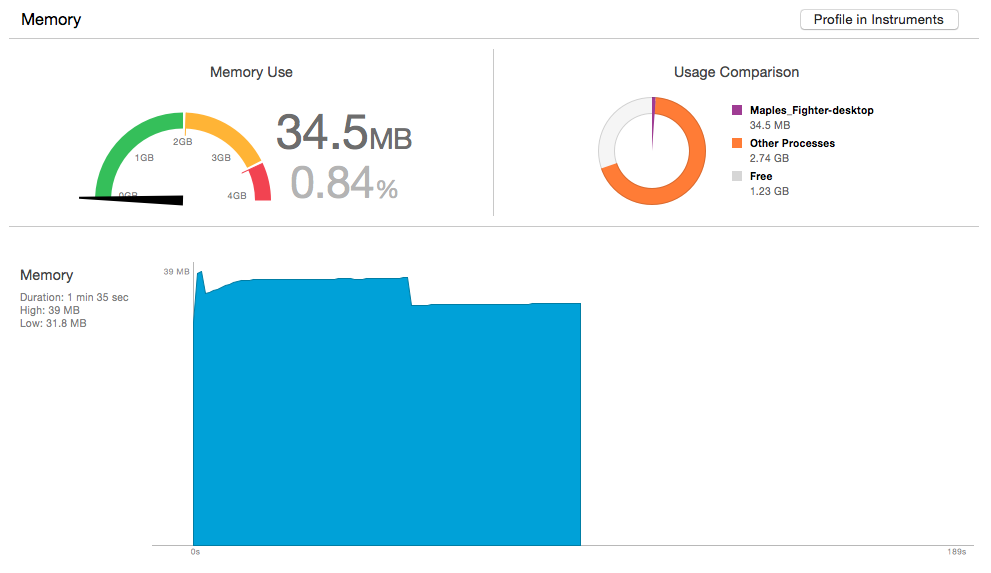 Memory
Profile in Instruments
Memory Use
Usage Comparison
0GB
1GB
2GB
3GB
4GB
34.5MB
0.84%
Maples_Fighter-desktop
34.5 MB
Other Processes
2.74 GB
Free
1.23 GB
Memory
Duration: 1 min 35 sec
High: 39 MB
Low: 31.8 MB
39 MB
0s
189s